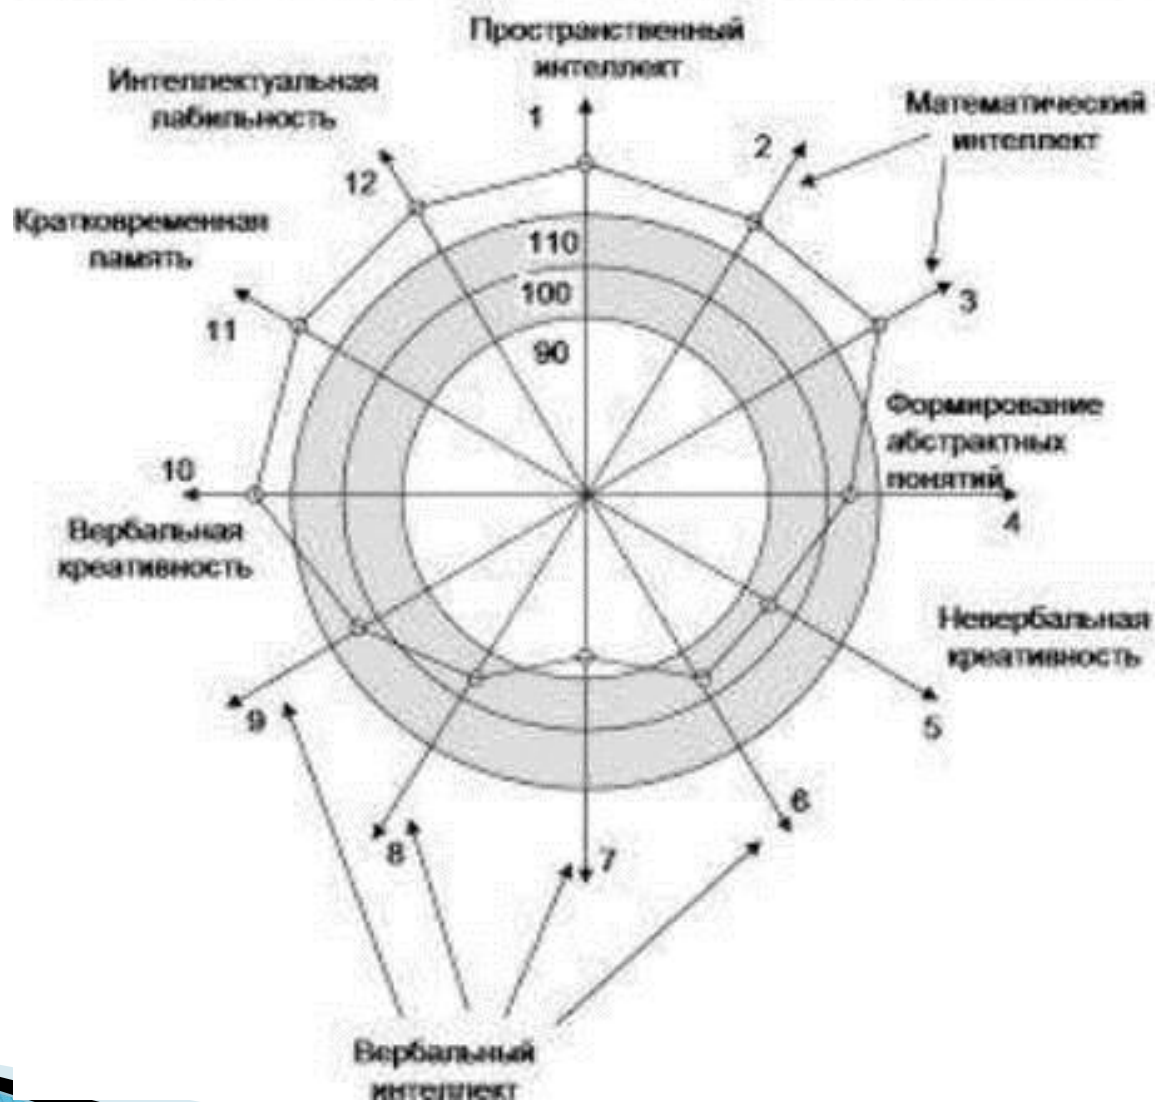 Пространственный
интеллект
Интеллектуальная
лабильность
Математический
интеллект
1
2
12
Кратковременная
память
110
100
90
3
11
Формирование
абстрактных
понятий
10
4
Вербальная
креативность
Невербальная
креативность
9
5
6
8
7
Вербальный
интеллект